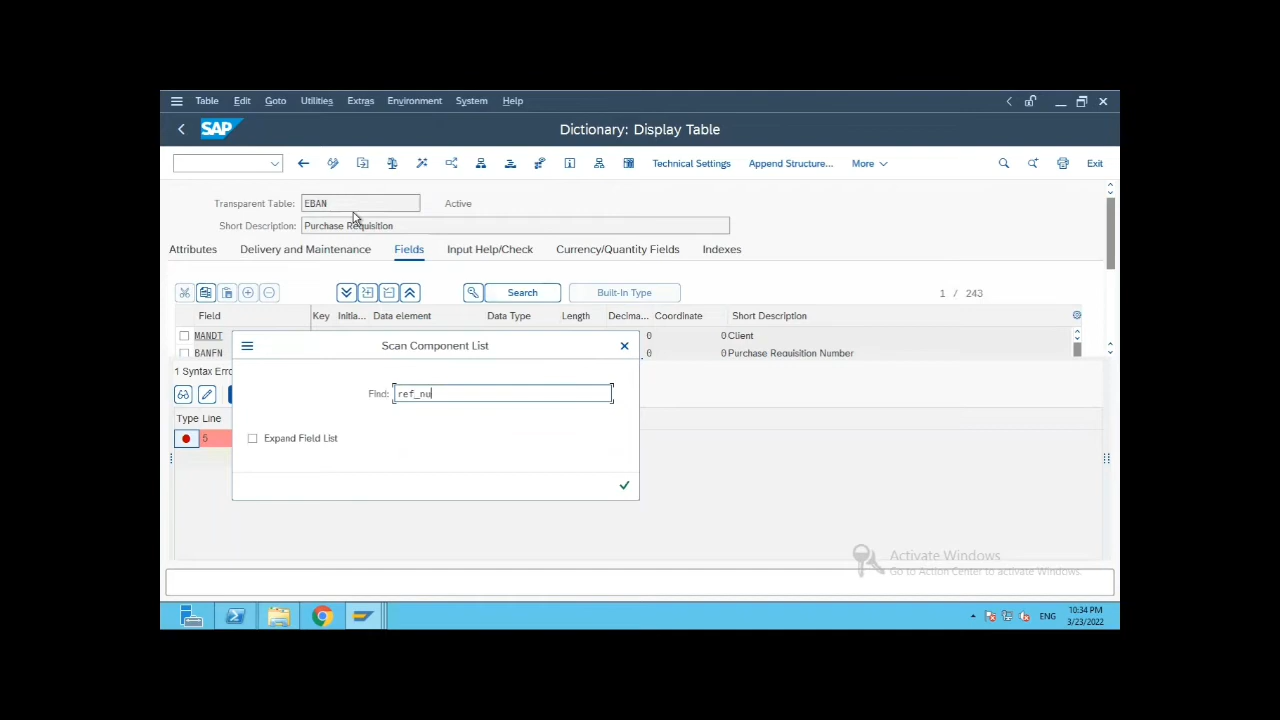 Table Edit Goto Utilities Extras Environment System Help
SAP Dictionary: Display Table
Technical Settings Append Structure... More Exit
Transparent Table: EBAN Active
Short Description: Purchase Requisition
Attributes Delivery and Maintenance Fields Input Help/Check Currency/Quantity Fields Indexes
Search Built-In Type 1 / 243
Field Key Initia... Data element Data Type Length Decima... Coordinate Short Description
MANDT 0 0 Client
BANFN 0 0 Purchase Requisition Number
Scan Component List
1 Syntax Erro
Find: ref_nu
Type Line
5
Expand Field List
Activate Windows
Go to Action Center to activate Windows.
ENG 10:34 PM
3/23/2022